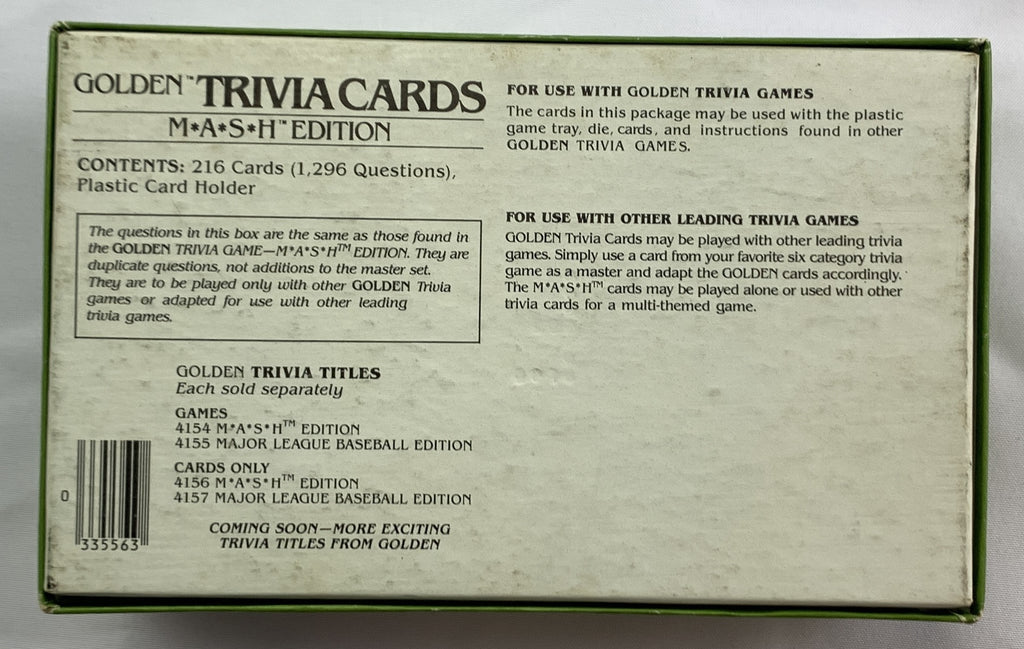 GOLDEN™ TRIVIA CARDS
M*A*S*H™ EDITION
CONTENTS: 216 Cards (1,296 Questions),
Plastic Card Holder
The questions in this box are the same as those found in
the GOLDEN TRIVIA GAME—M*A*S*H™ EDITION. They are
duplicate questions, not additions to the master set.
They are to be played only with other GOLDEN Trivia
games or adapted for use with other leading
trivia games.
GOLDEN TRIVIA TITLES
Each sold separately
GAMES
4154 M*A*S*H™ EDITION
4155 MAJOR LEAGUE BASEBALL EDITION
CARDS ONLY
4156 M*A*S*H™ EDITION
4157 MAJOR LEAGUE BASEBALL EDITION
COMING SOON—MORE EXCITING
TRIVIA TITLES FROM GOLDEN
0
335563
FOR USE WITH GOLDEN TRIVIA GAMES
The cards in this package may be used with the plastic
game tray, die, cards, and instructions found in other
GOLDEN TRIVIA GAMES.
FOR USE WITH OTHER LEADING TRIVIA GAMES
GOLDEN Trivia Cards may be played with other leading trivia
games. Simply use a card from your favorite six category trivia
game as a master and adapt the GOLDEN cards accordingly.
The M*A*S*H™ cards may be played alone or used with other
trivia cards for a multi-themed game.